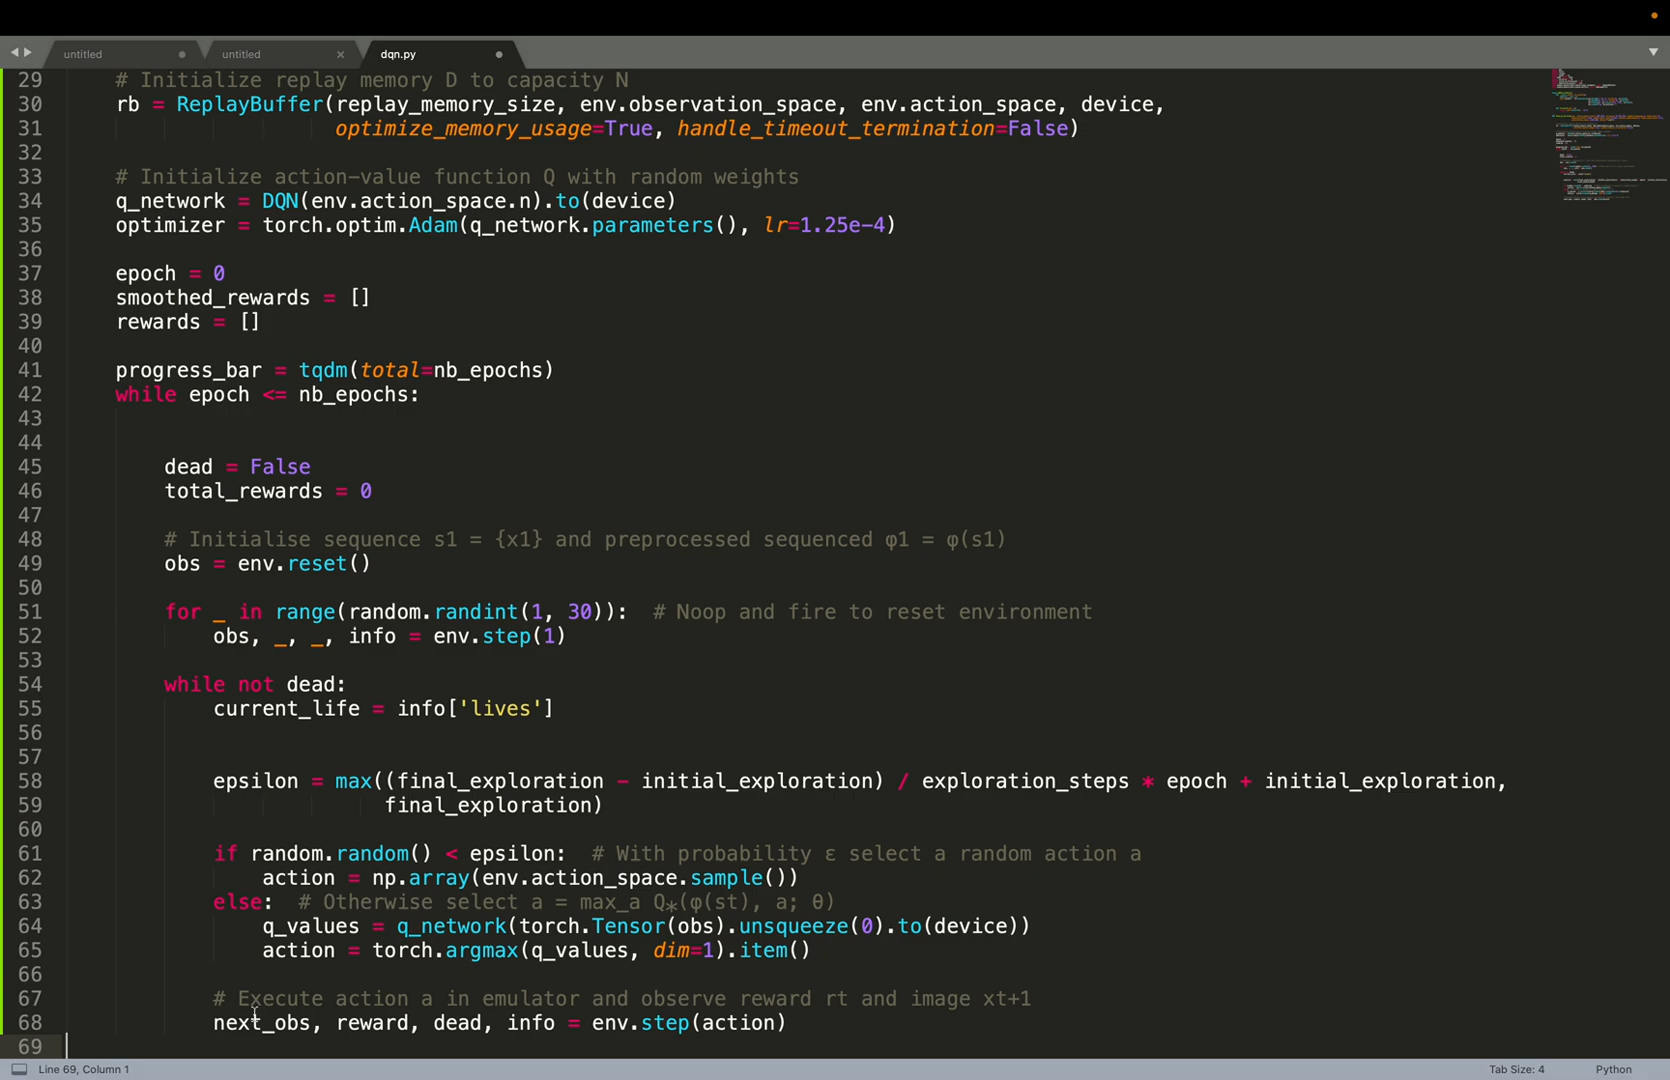 untitled untitled dqn.py
29 # Initialize replay memory D to capacity N
30 rb = ReplayBuffer(replay_memory_size, env.observation_space, env.action_space, device,
31 optimize_memory_usage=True, handle_timeout_termination=False)
32
33 # Initialize action-value function Q with random weights
34 q_network = DQN(env.action_space.n).to(device)
35 optimizer = torch.optim.Adam(q_network.parameters(), lr=1.25e-4)
36
37 epoch = 0
38 smoothed_rewards = []
39 rewards = []
40
41 progress_bar = tqdm(total=nb_epochs)
42 while epoch <= nb_epochs:
43
44
45 dead = False
46 total_rewards = 0
47
48 # Initialise sequence s1 = {x1} and preprocessed sequenced φ1 = φ(s1)
49 obs = env.reset()
50
51 for _ in range(random.randint(1, 30)):  # Noop and fire to reset environment
52 obs, _, _, info = env.step(1)
53
54 while not dead:
55 current_life = info['lives']
56
57
58 epsilon = max((final_exploration - initial_exploration) / exploration_steps * epoch + initial_exploration,
59 final_exploration)
60
61 if random.random() < epsilon:  # With probability ε select a random action a
62 action = np.array(env.action_space.sample())
63 else:  # Otherwise select a = max_a Q∗(φ(st), a; θ)
64 q_values = q_network(torch.Tensor(obs).unsqueeze(0).to(device))
65 action = torch.argmax(q_values, dim=1).item()
66
67 # Execute action a in emulator and observe reward rt and image xt+1
68 next_obs, reward, dead, info = env.step(action)
69
Line 69, Column 1 Tab Size: 4 Python